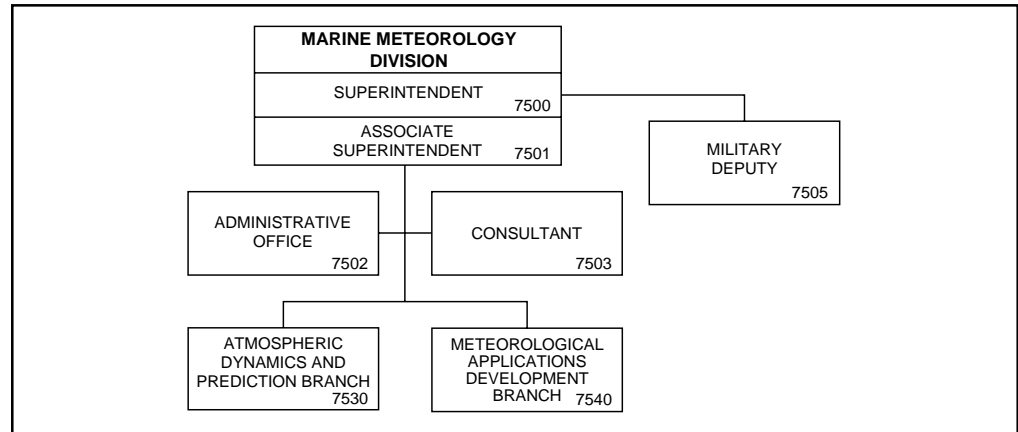 MARINE METEOROLOGY
DIVISION
SUPERINTENDENT
7500
ASSOCIATE
SUPERINTENDENT
7501
MILITARY
DEPUTY
7505
ADMINISTRATIVE
OFFICE
7502
CONSULTANT
7503
ATMOSPHERIC
DYNAMICS AND
PREDICTION BRANCH
7530
METEOROLOGICAL
APPLICATIONS
DEVELOPMENT
BRANCH 7540